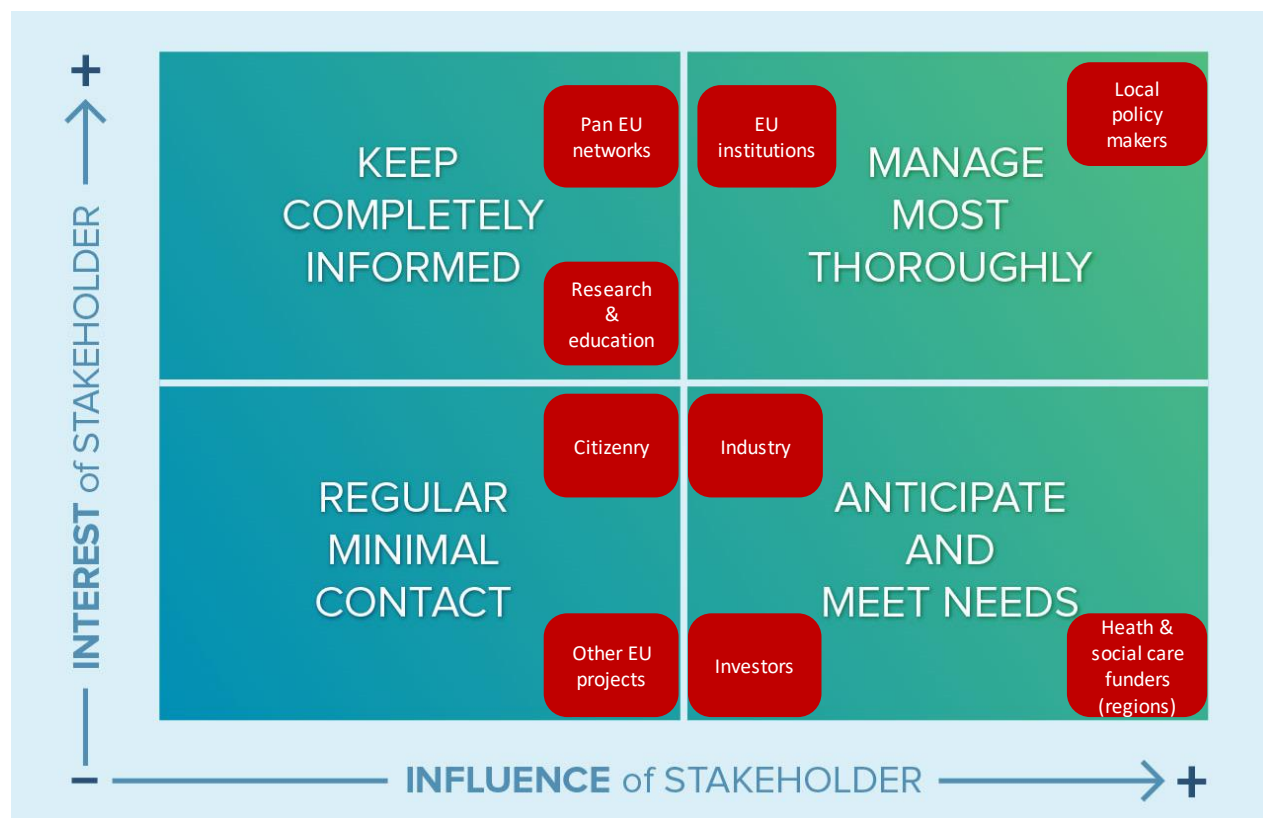 +
Pan EU
networks
EU
institutions
Local
policy
makers
KEEP
COMPLETELY
INFORMED
MANAGE
MOST
THOROUGHLY
Research
&
education
INTEREST of STAKEHOLDER
Citizenry
Industry
REGULAR
MINIMAL
CONTACT
ANTICIPATE
AND
MEET NEEDS
Other EU
projects
Investors
Heath &
social care
funders
(regions)
−
INFLUENCE of STAKEHOLDER
+